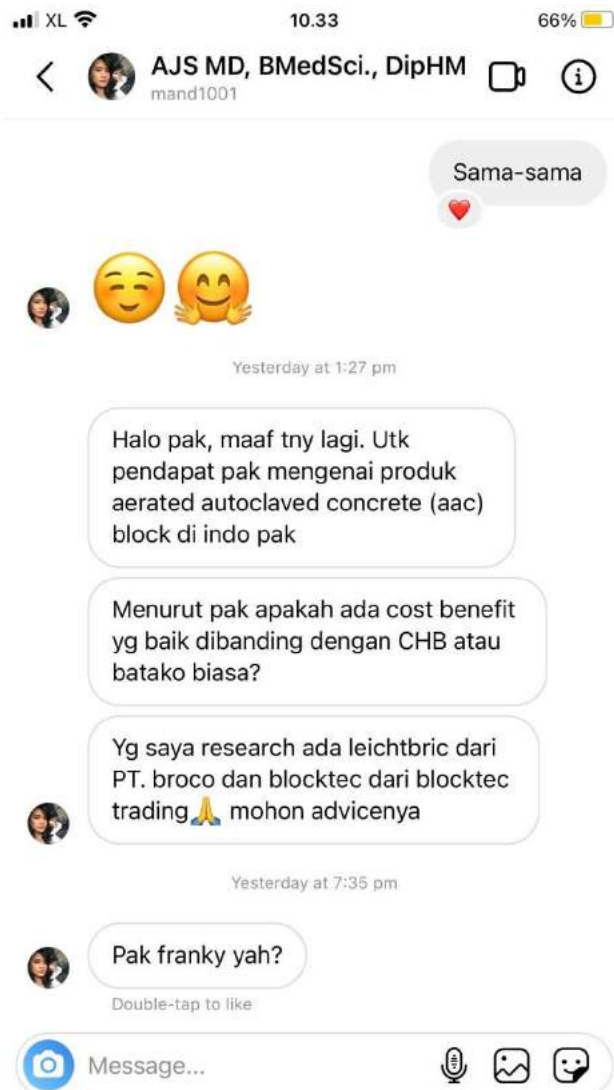 XL 10.33 66%
AJS MD, BMedSci., DipHM
mand1001
Sama-sama
Yesterday at 1:27 pm
Halo pak, maaf tny lagi. Utk
pendapat pak mengenai produk
aerated autoclaved concrete (aac)
block di indo pak
Menurut pak apakah ada cost benefit
yg baik dibanding dengan CHB atau
batako biasa?
Yg saya research ada leichtbric dari
PT. broco dan blocktec dari blocktec
trading🙏 mohon advicenya
Yesterday at 7:35 pm
Pak franky yah?
Double-tap to like
Message...